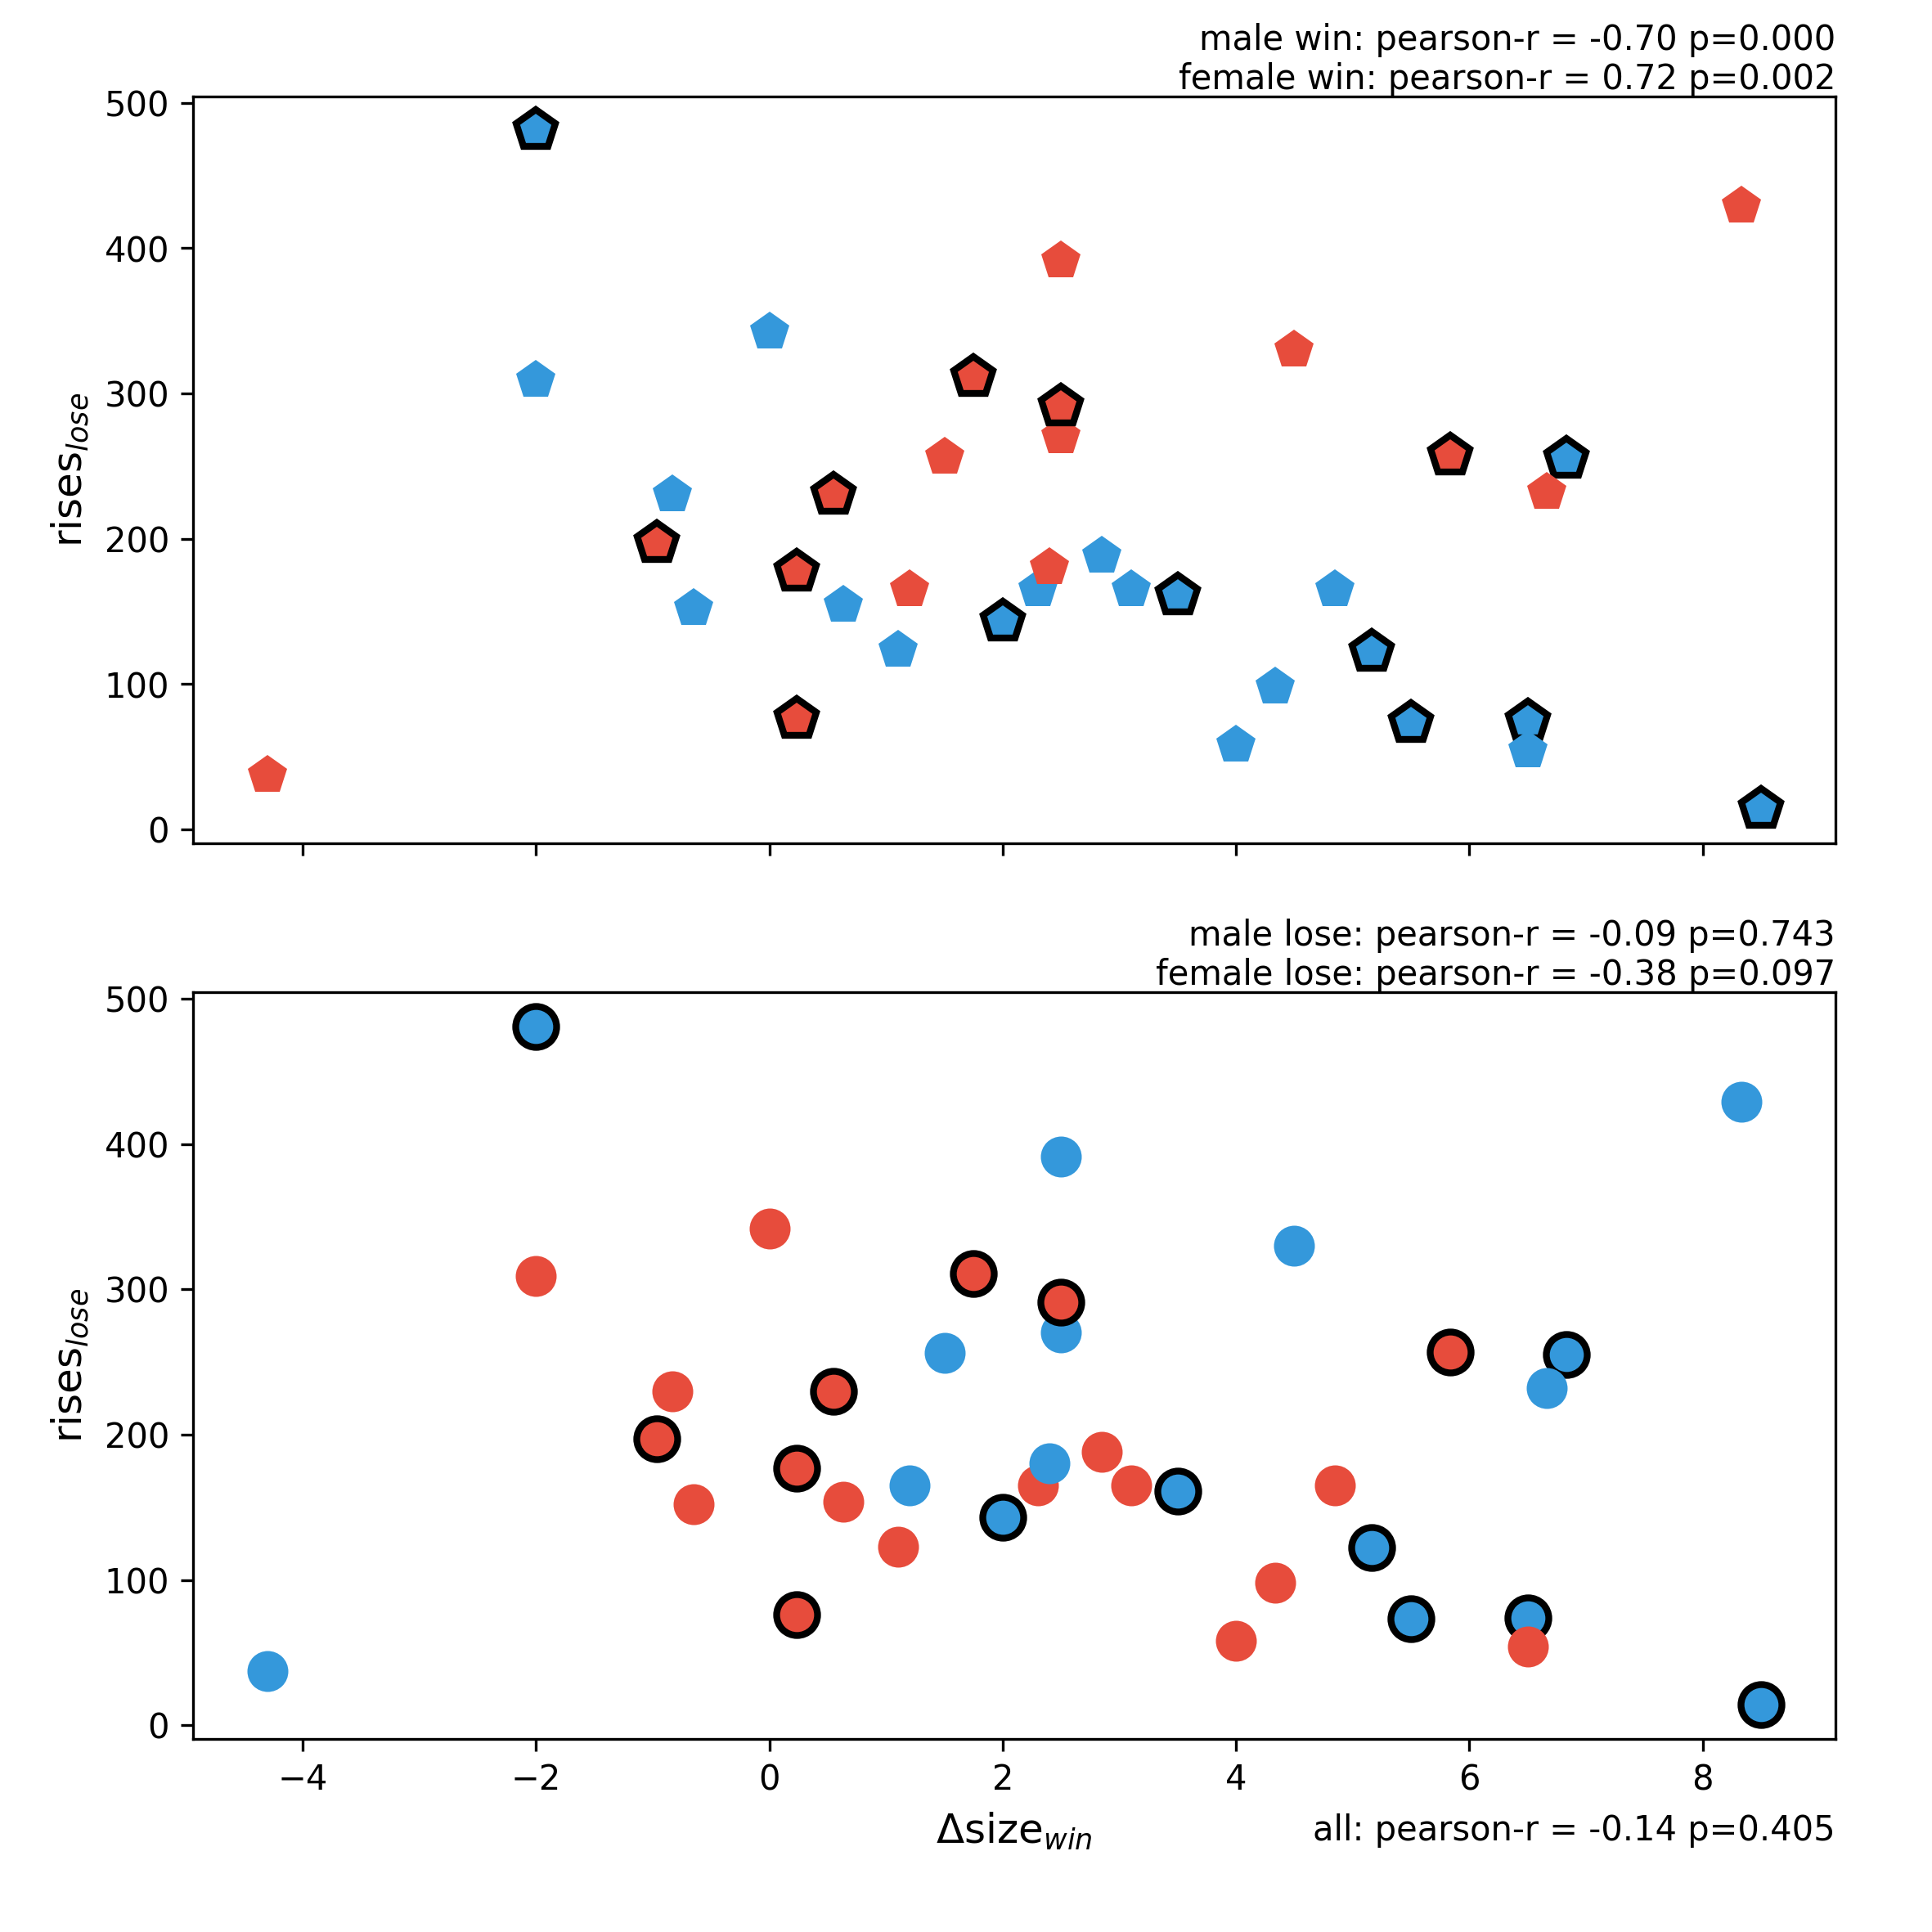 male win: pearson-r = -0.70 p=0.000
female win: pearson-r = 0.72 p=0.002
500
400
300
200
100
0
rises_lose
male lose: pearson-r = -0.09 p=0.743
female lose: pearson-r = -0.38 p=0.097
500
400
300
200
100
0
rises_lose
−4 −2 0 2 4 6 8
Δsize_win
all: pearson-r = -0.14 p=0.405